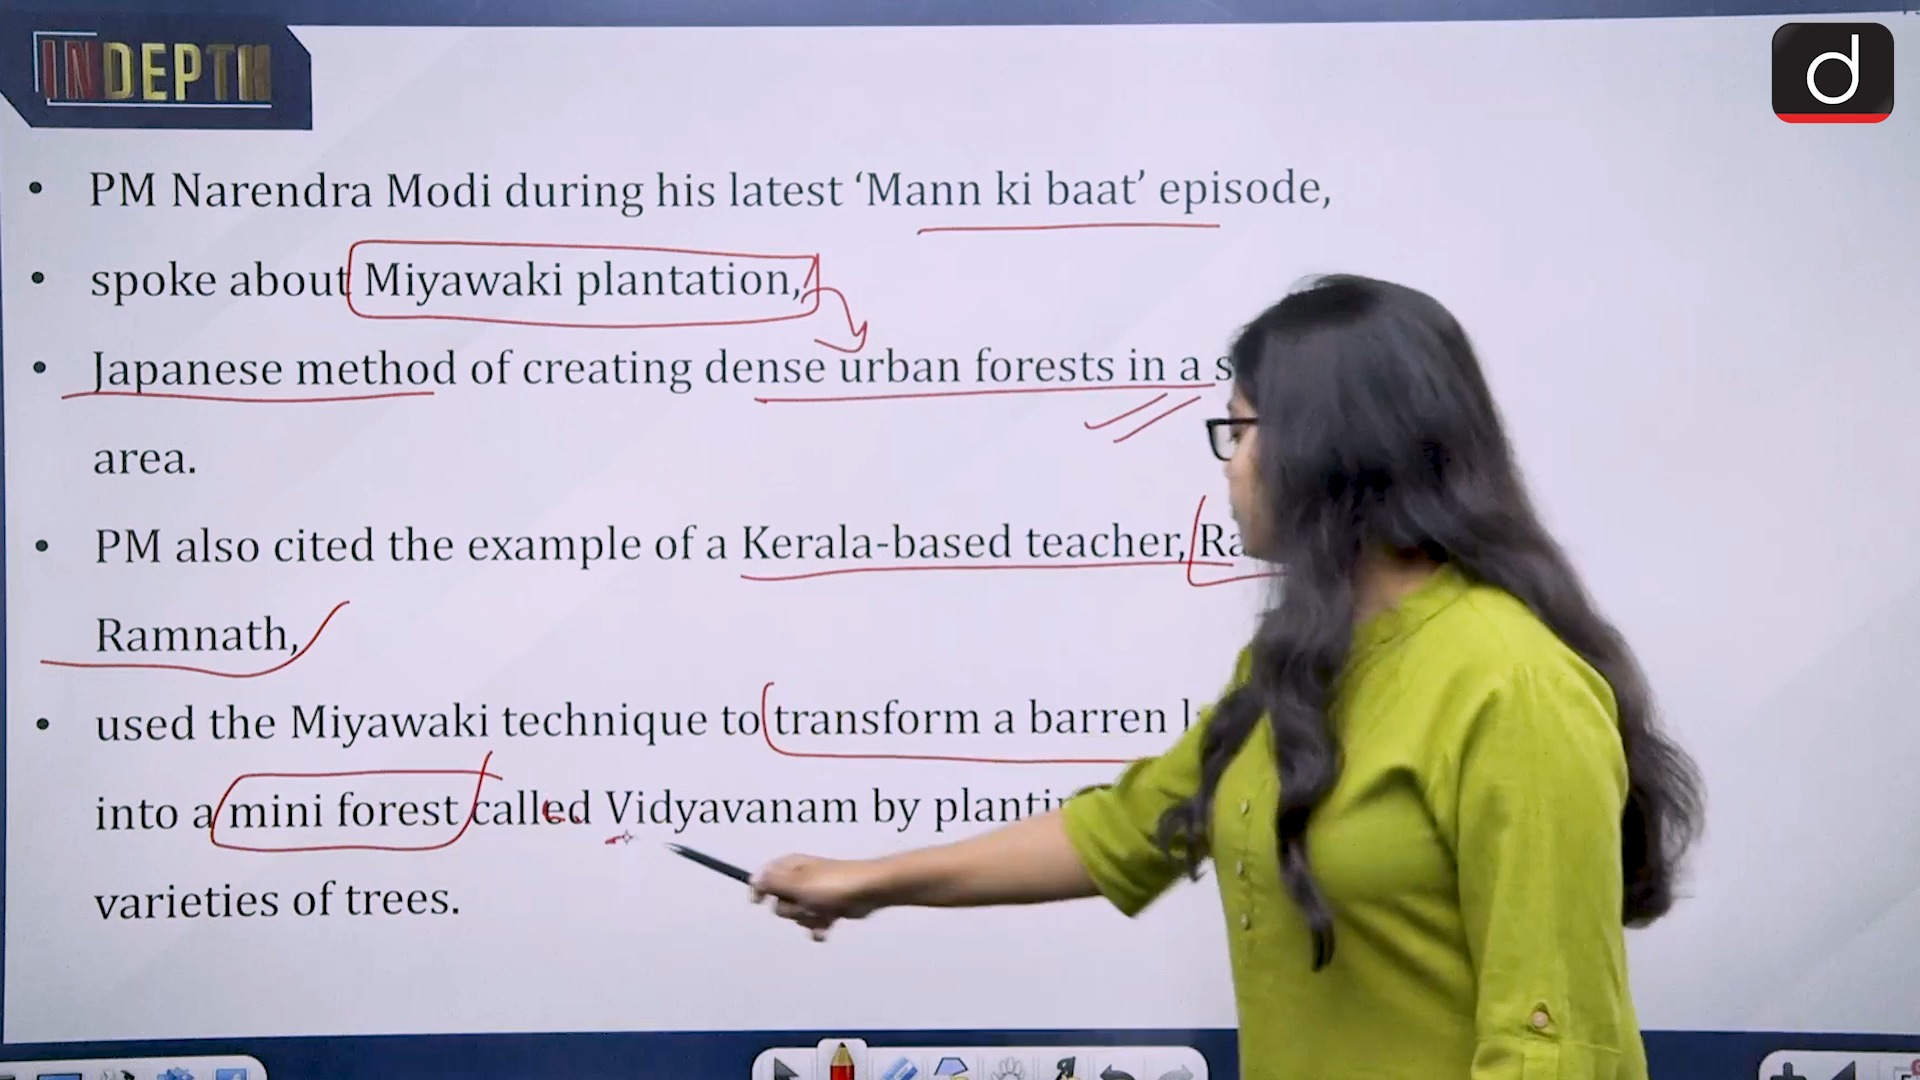 INDEPTH
d
• PM Narendra Modi during his latest ‘Mann ki baat’ episode,
• spoke about Miyawaki plantation,
• Japanese method of creating dense urban forests in a
area.
• PM also cited the example of a Kerala-based teacher,
Ramnath,
• used the Miyawaki technique to transform a barren
into a mini forest called Vidyavanam by
varieties of trees.